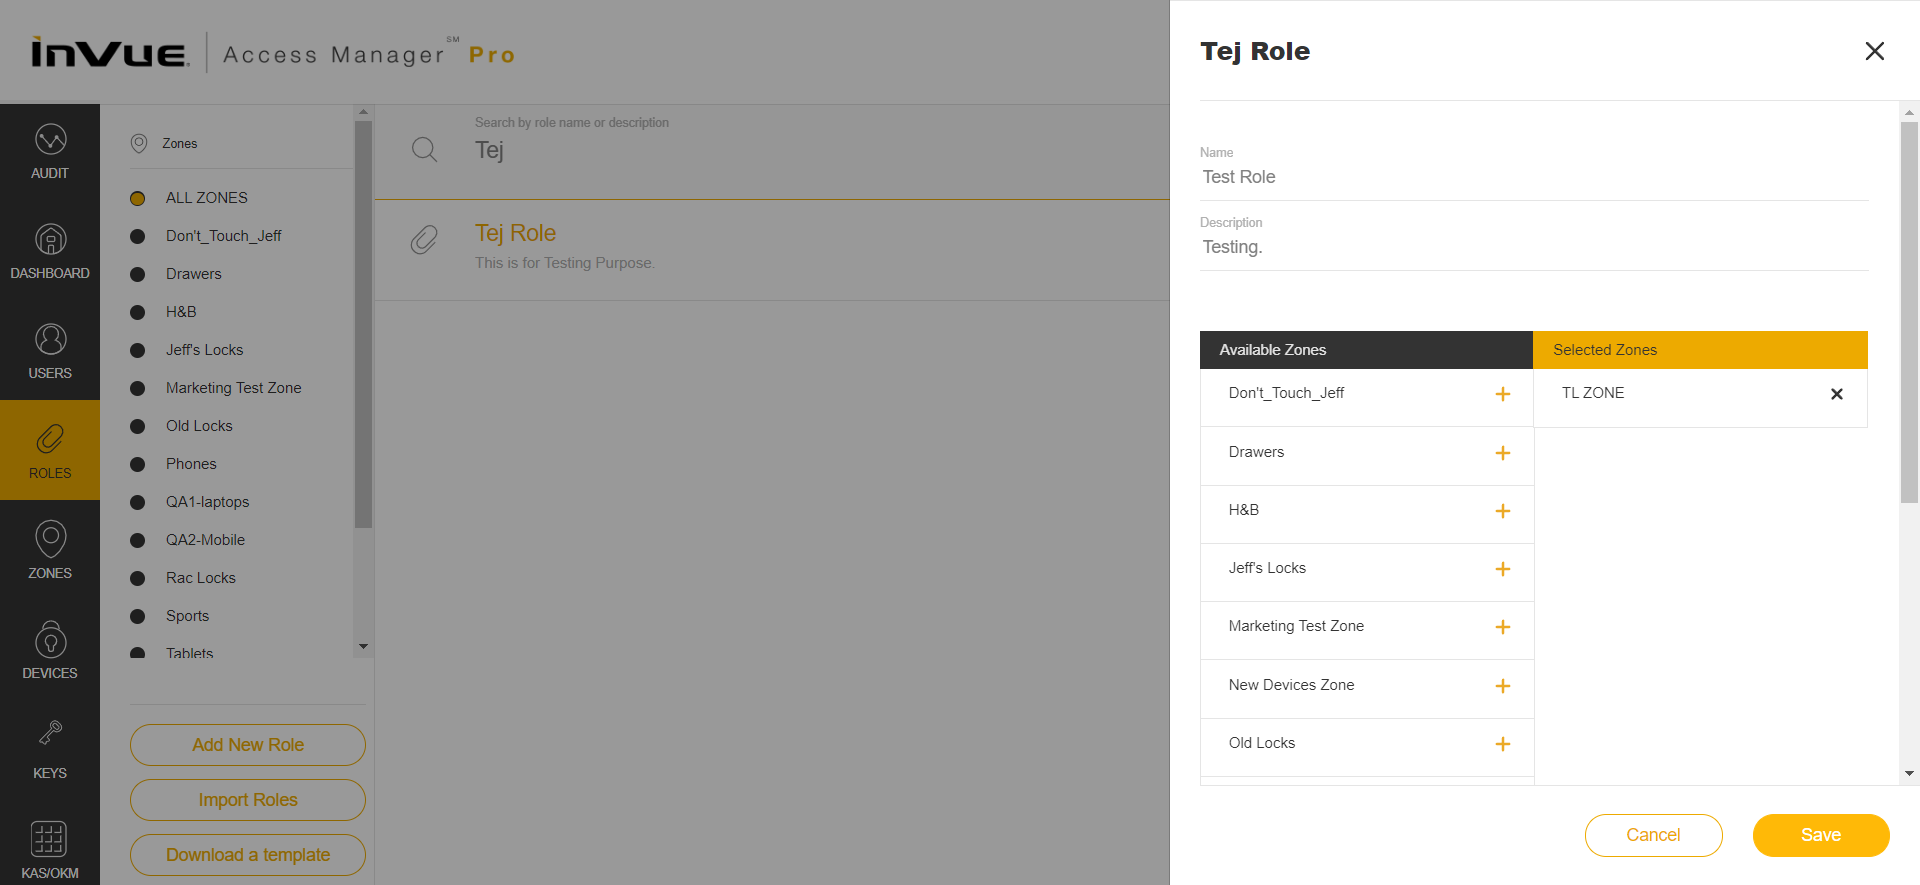 inVue Access Manager SM Pro
AUDIT
DASHBOARD
USERS
ROLES
ZONES
DEVICES
KEYS
KAS/OKM
Zones
ALL ZONES
Don't_Touch_Jeff
Drawers
H&B
Jeff's Locks
Marketing Test Zone
Old Locks
Phones
QA1-laptops
QA2-Mobile
Rac Locks
Sports
Tablets
Add New Role
Import Roles
Download a template
Search by role name or description
Tej
Tej Role
This is for Testing Purpose.
Tej Role
Name
Test Role
Description
Testing.
Available Zones
Don't_Touch_Jeff
Drawers
H&B
Jeff's Locks
Marketing Test Zone
New Devices Zone
Old Locks
Selected Zones
TL ZONE
Cancel
Save